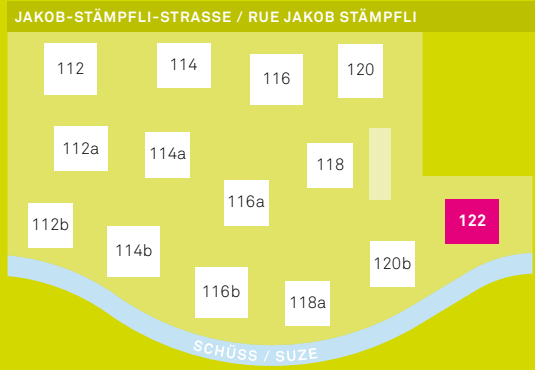 JAKOB-STÄMPFLI-STRASSE / RUE JAKOB STÄMPFLI
112
114
116
120
112a
114a
118
116a
122
112b
114b
120b
116b
118a
SCHÜSS / SUZE